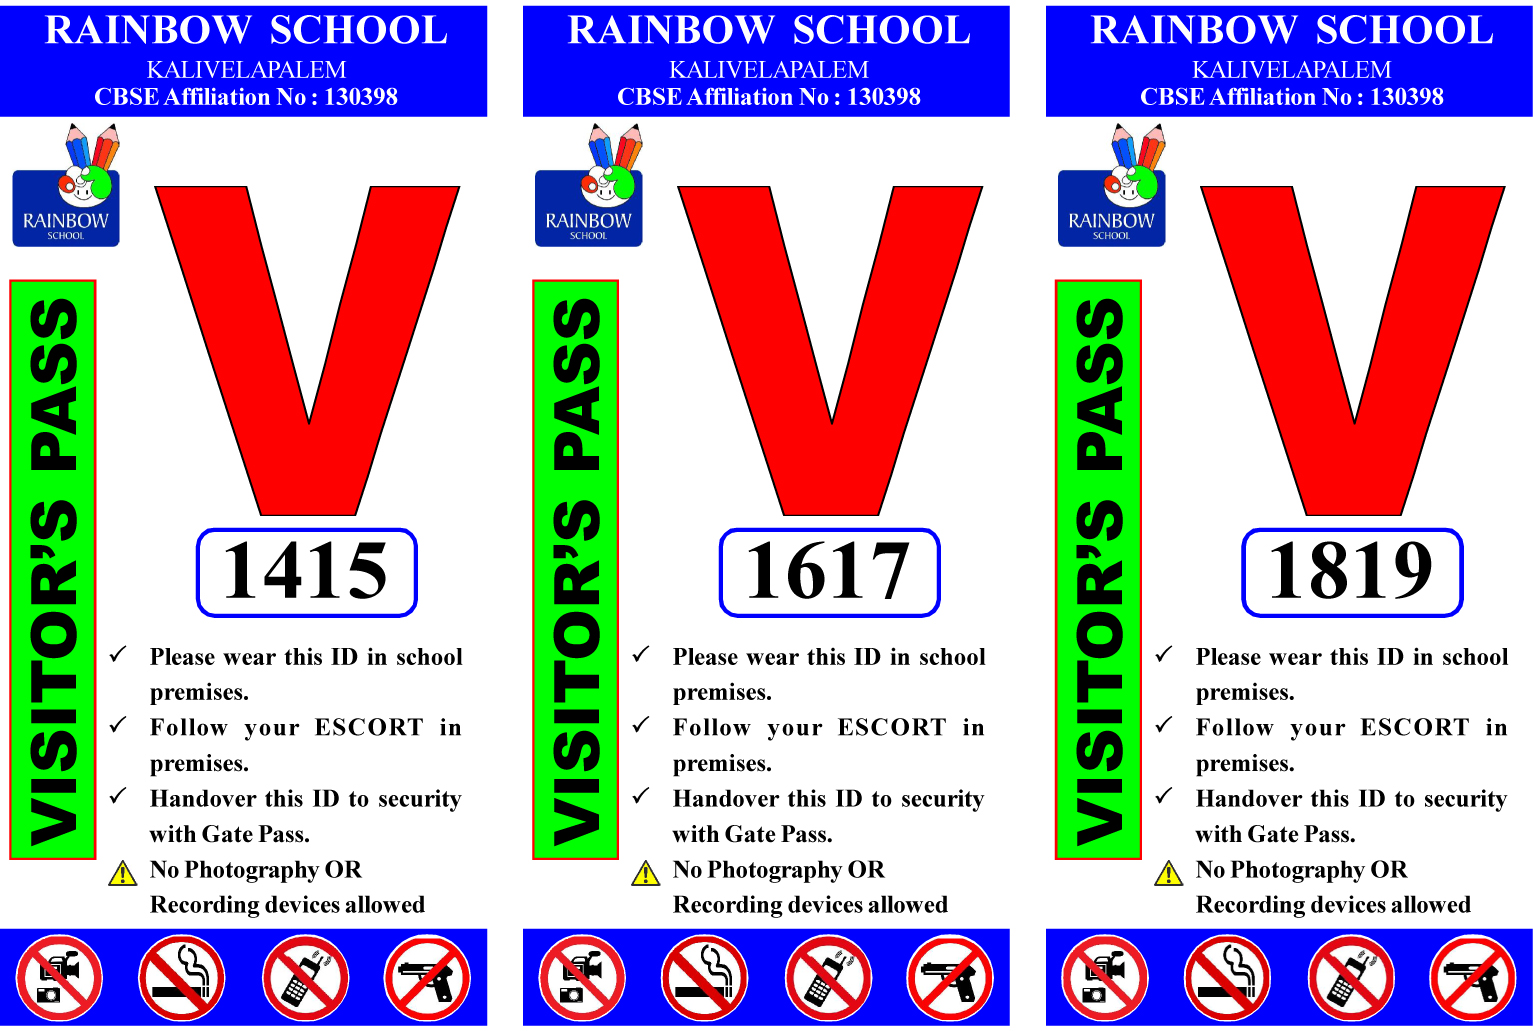 RAINBOW SCHOOL
KALIVELAPALEM
CBSE Affiliation No : 130398
RAINBOW
SCHOOL
V
VISITOR'S PASS
1415
Please wear this ID in school
premises.
Follow your ESCORT in
premises.
Handover this ID to security
with Gate Pass.
No Photography OR
Recording devices allowed
RAINBOW SCHOOL
KALIVELAPALEM
CBSE Affiliation No : 130398
RAINBOW
SCHOOL
V
VISITOR'S PASS
1617
Please wear this ID in school
premises.
Follow your ESCORT in
premises.
Handover this ID to security
with Gate Pass.
No Photography OR
Recording devices allowed
RAINBOW SCHOOL
KALIVELAPALEM
CBSE Affiliation No : 130398
RAINBOW
SCHOOL
V
VISITOR'S PASS
1819
Please wear this ID in school
premises.
Follow your ESCORT in
premises.
Handover this ID to security
with Gate Pass.
No Photography OR
Recording devices allowed